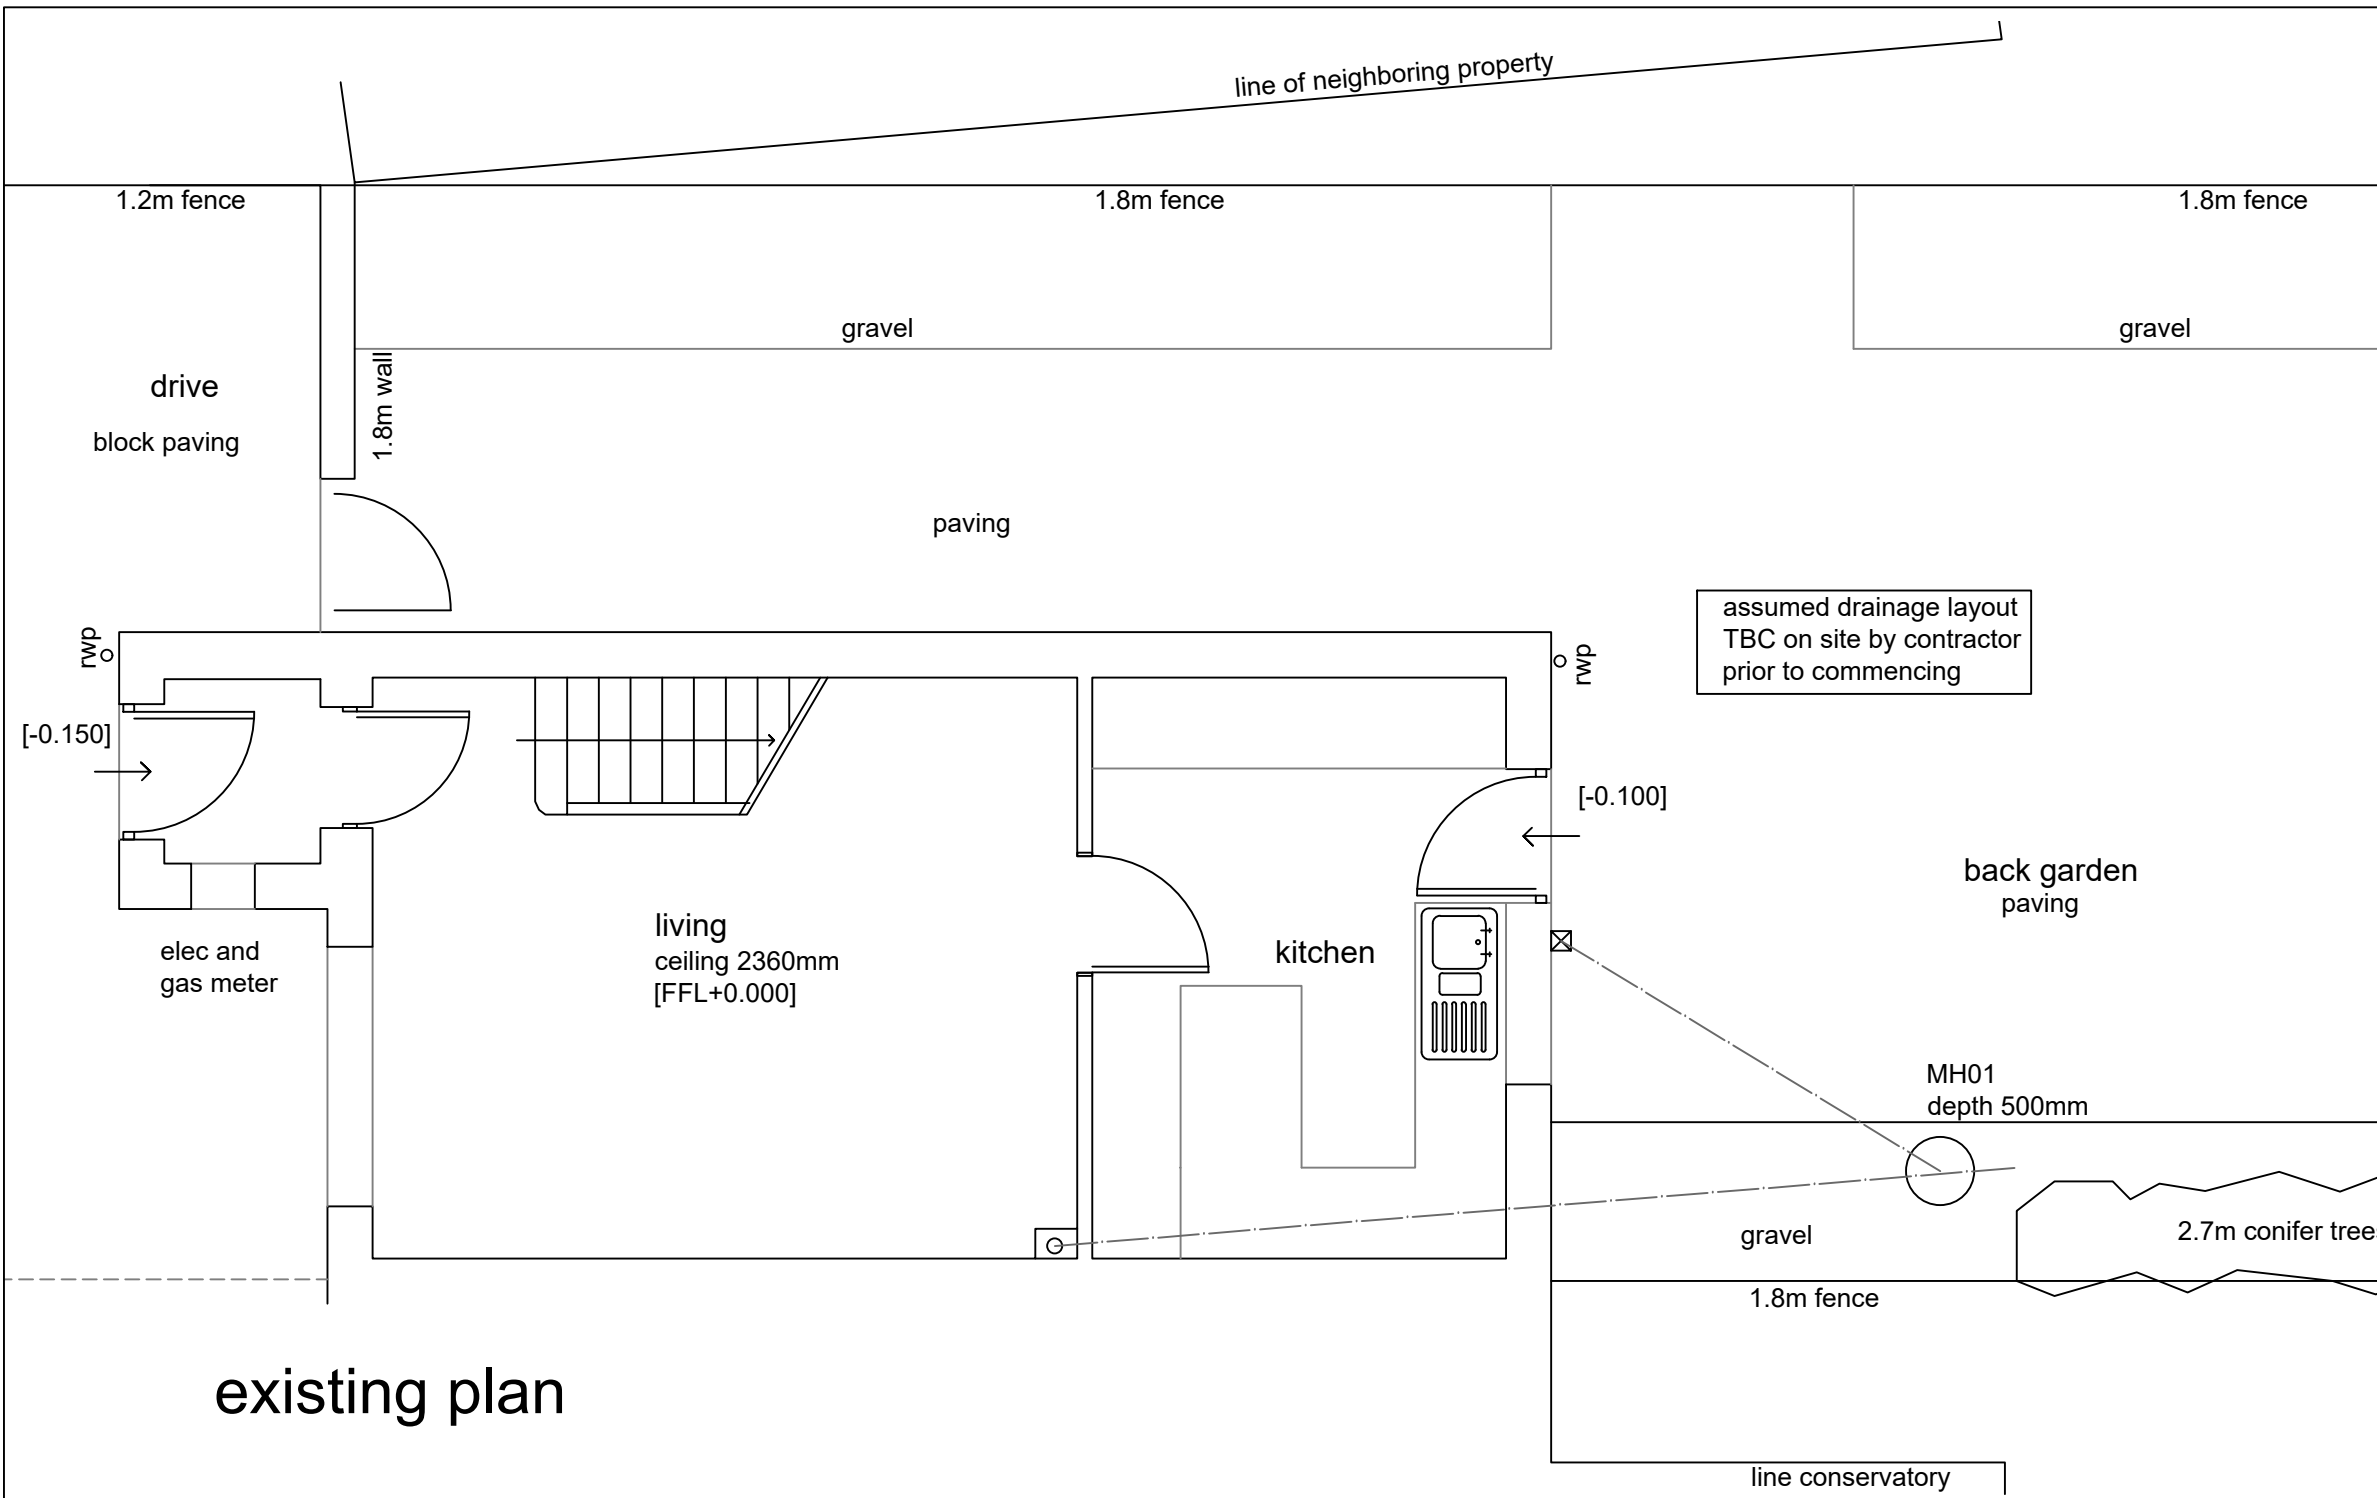 line of neighboring property
1.2m fence
1.8m fence
1.8m fence
gravel
gravel
drive
1.8m wall
block paving
paving
assumed drainage layout
TBC on site by contractor
prior to commencing
rwp
rwp
[-0.150]
[-0.100]
back garden
paving
living
ceiling 2360mm
[FFL+0.000]
kitchen
elec and
gas meter
MH01
depth 500mm
gravel
2.7m conifer trees
1.8m fence
existing plan
line conservatory